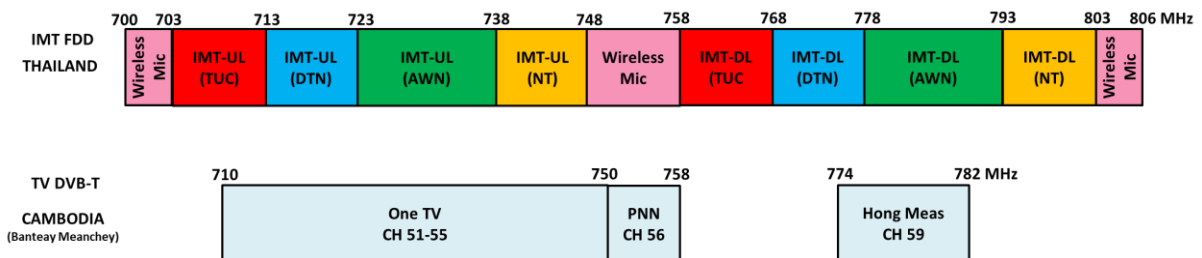 700 703 713 723 738 748 758 768 778 793 803 806 MHz
IMT FDD
THAILAND
Wireless Mic
IMT-UL
(TUC)
IMT-UL
(DTN)
IMT-UL
(AWN)
IMT-UL
(NT)
Wireless
Mic
IMT-DL
(TUC
IMT-DL
(DTN)
IMT-DL
(AWN)
IMT-DL
(NT)
Wireless
Mic
TV DVB-T
CAMBODIA
(Banteay Meanchey)
710 750 758 774 782 MHz
One TV
CH 51-55
PNN
CH 56
Hong Meas
CH 59